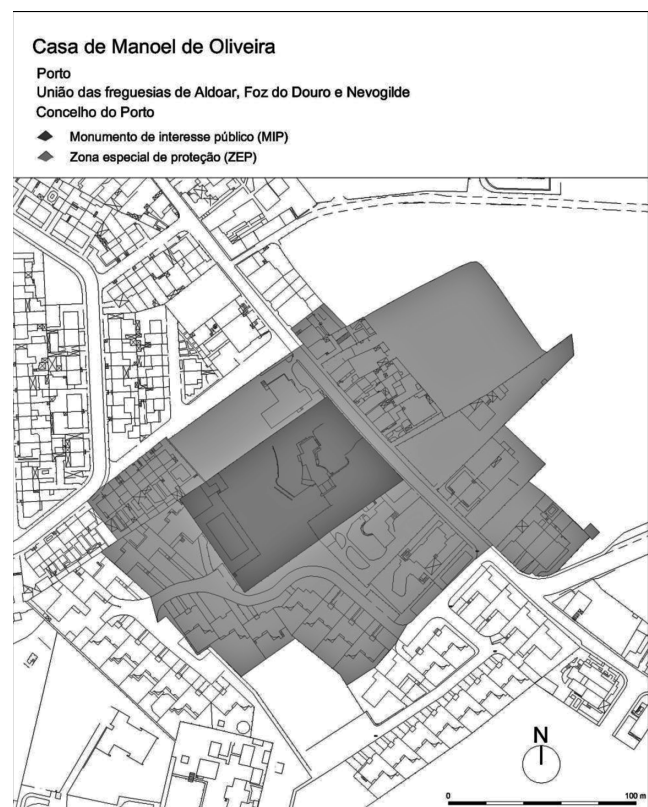 Casa de Manoel de Oliveira
Porto
União das freguesias de Aldoar, Foz do Douro e Nevogilde
Concelho do Porto
Monumento de interesse público (MIP)
Zona especial de proteção (ZEP)
N
0 100 m